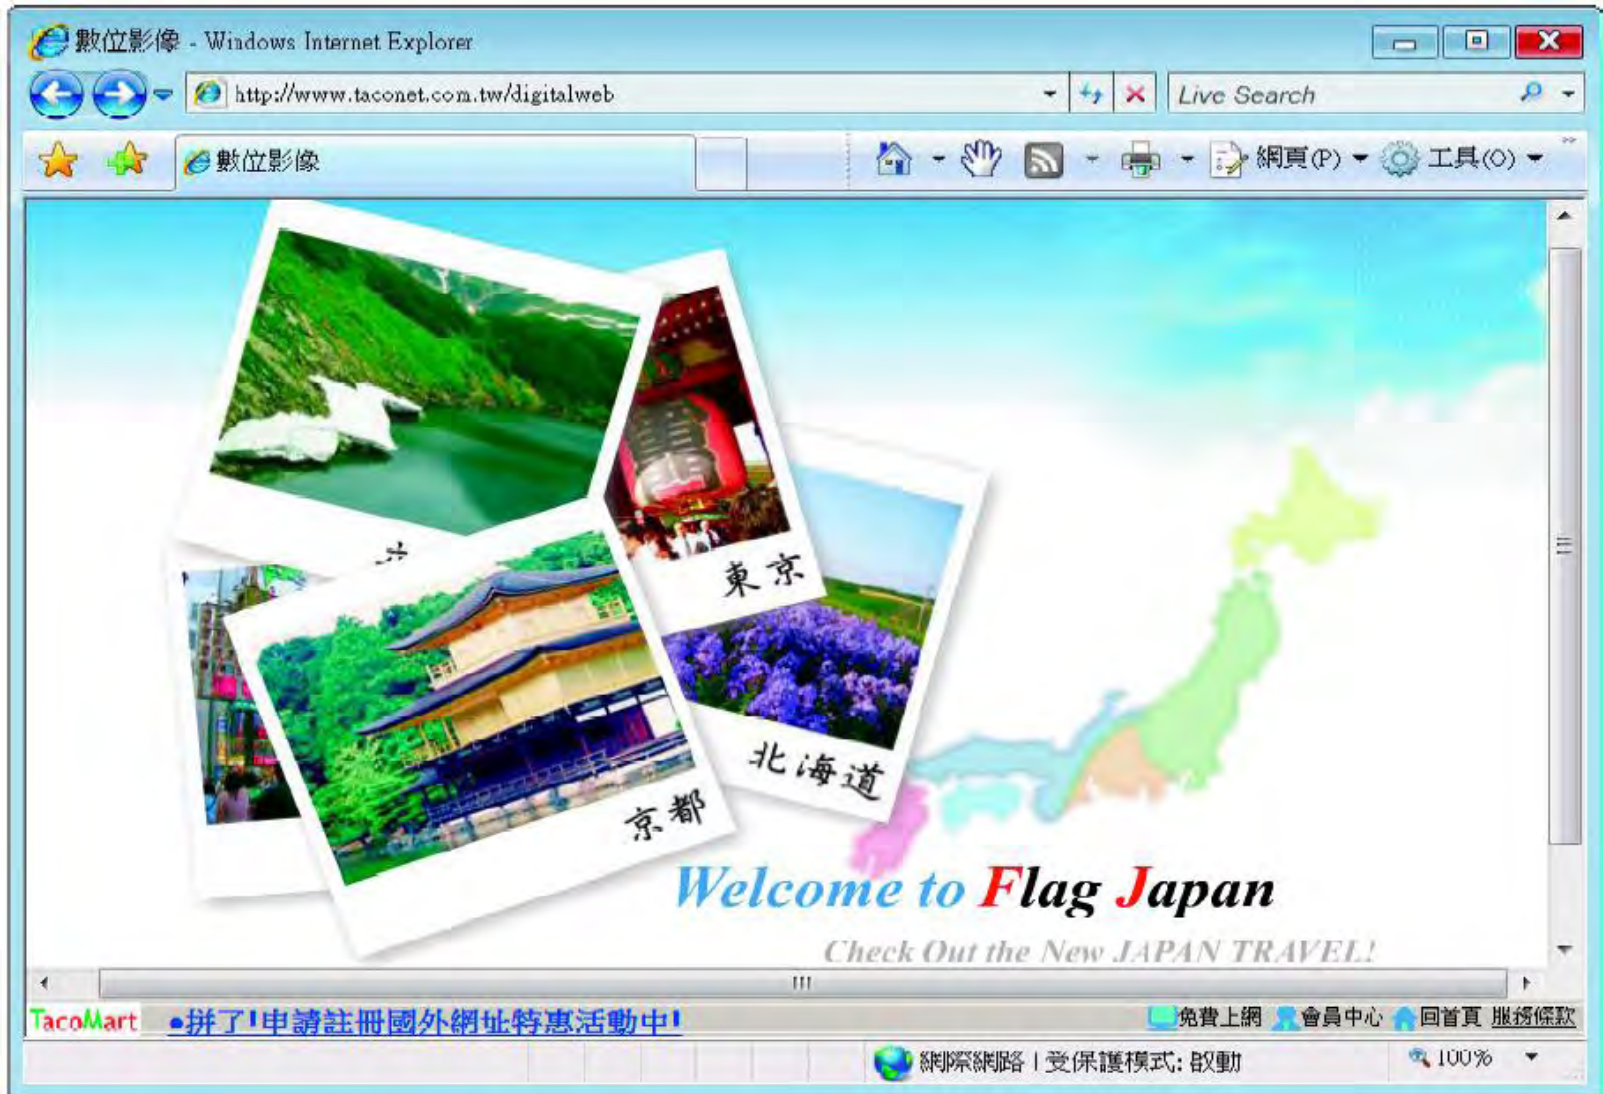 數位影像 - Windows Internet Explorer
http://www.taconet.com.tw/digitalweb
Live Search
數位影像
網頁(P)
工具(O)
東京
北海道
京都
Welcome to Flag Japan
Check Out the New JAPAN TRAVEL!
TacoMart
●拼了!申請註冊國外網址特惠活動中!
免費上網 會員中心 回首頁 服務條款
網際網路 | 受保護模式: 啟動
100%